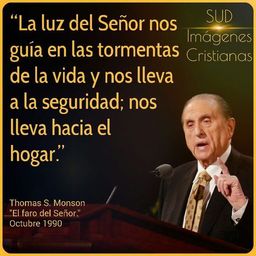 “La luz del Señor nos
guía en las tormentas
de la vida y nos lleva
a la seguridad; nos
lleva hacia el
hogar.”
SUD
Imágenes
Cristianas
Thomas S. Monson
"El faro del Señor."
Octubre 1990